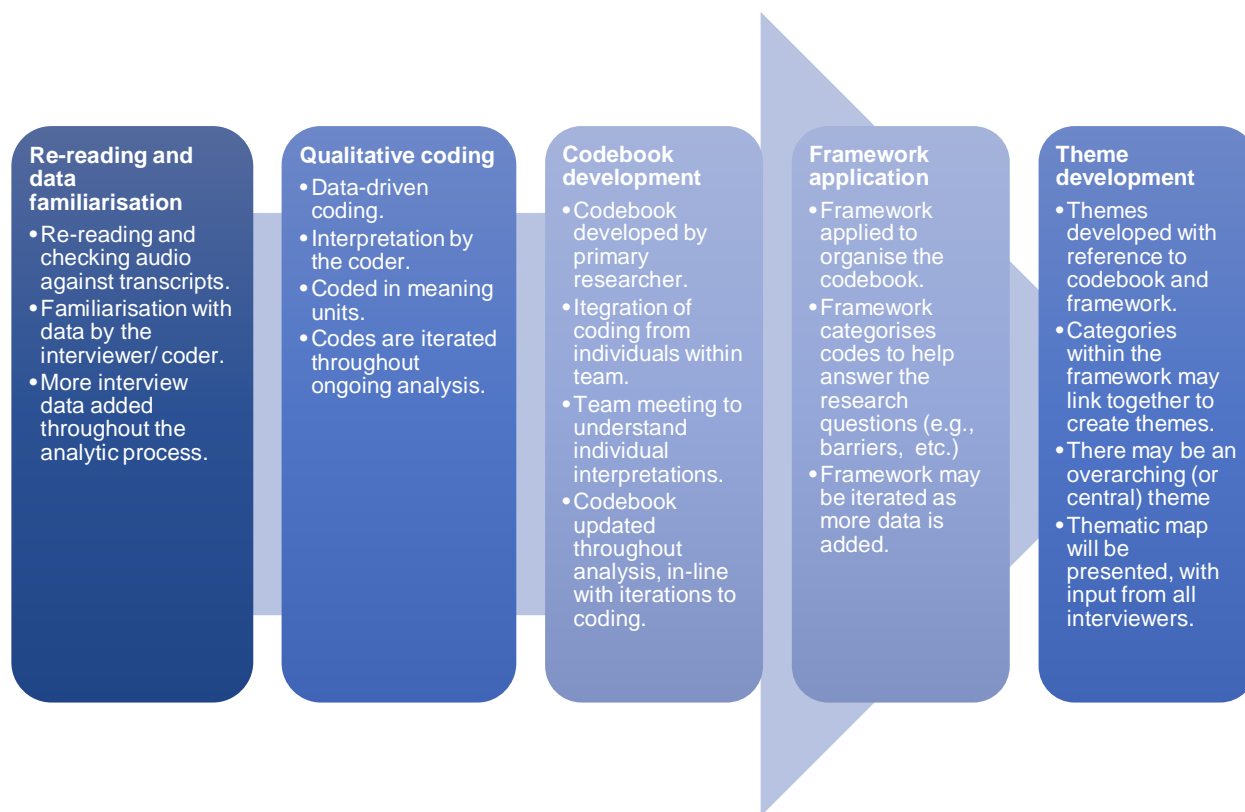 Re-reading and
data
familiarisation
•Re-reading and
checking audio
against transcripts.
•Familiarisation with
data by the
interviewer/ coder.
•More interview
data added
throughout the
analytic process.
Qualitative coding
•Data-driven
coding.
•Interpretation by
the coder.
•Coded in meaning
units.
•Codes are iterated
throughout
ongoing analysis.
Codebook
development
•Codebook
developed by
primary
researcher.
•Itegration of
coding from
individuals within
team.
•Team meeting to
understand
individual
interpretations.
•Codebook
updated
throughout
analysis, in-line
with iterations to
coding.
Framework
application
•Framework
applied to
organise the
codebook.
•Framework
categorises
codes to help
answer the
research
questions (e.g.,
barriers, etc.)
•Framework may
be iterated as
more data is
added.
Theme
development
•Themes
developed with
reference to
codebook and
framework.
•Categories
within the
framework may
link together to
create themes.
•There may be an
overarching (or
central) theme
•Thematic map
will be
presented, with
input from all
interviewers.